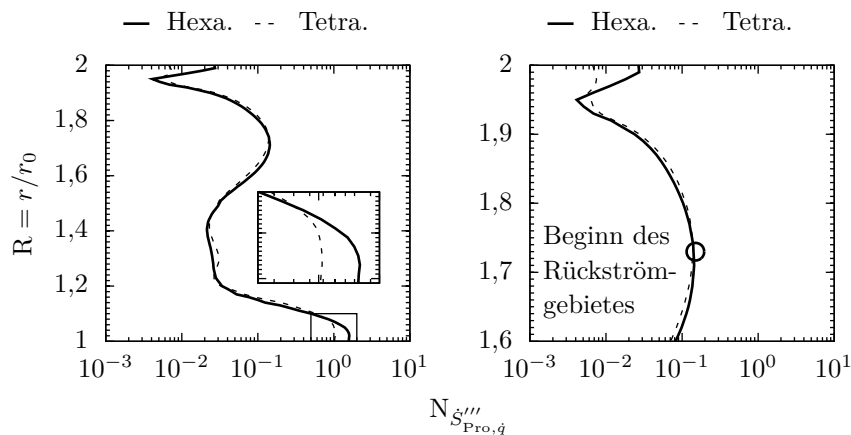 Hexa. Tetra. Hexa. Tetra.
2 2
1,8 1,9
1,6 1,8
1,4 1,7
1,2 1,6
1
R = r/r₀
Beginn des
Rückström-
gebietes
10⁻³ 10⁻² 10⁻¹ 10⁰ 10¹ 10⁻³ 10⁻² 10⁻¹ 10⁰ 10¹
N_{Ṡ'''_{Pro,q̇}}